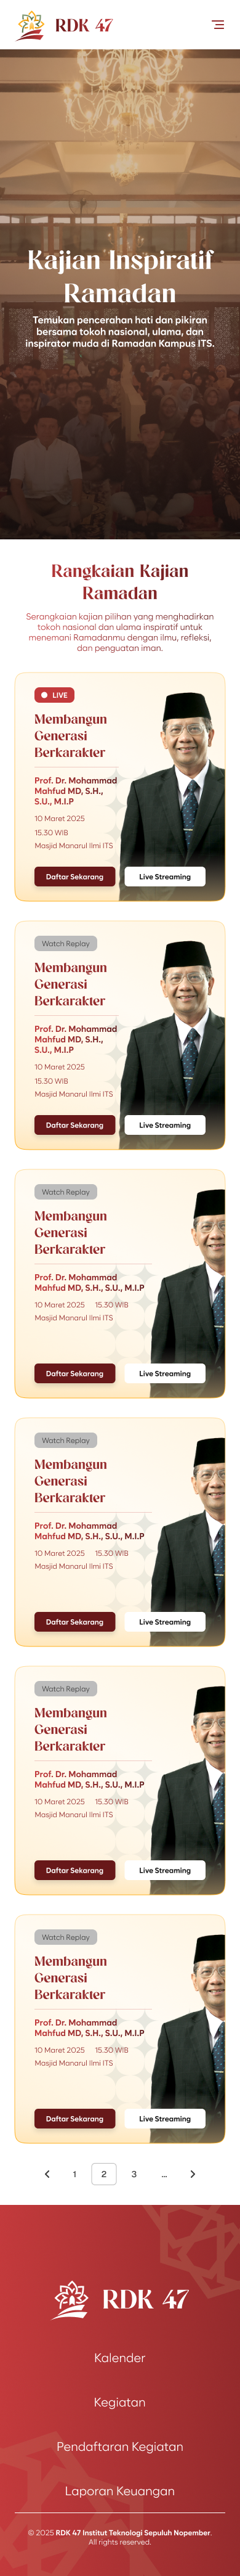 RDK 47
Kajian Inspiratif
Ramadan
Temukan pencerahan hati dan pikiran
bersama tokoh nasional, ulama, dan
inspirator muda di Ramadan Kampus ITS.
Rangkaian Kajian
Ramadan
Serangkaian kajian pilihan yang menghadirkan
tokoh nasional dan ulama inspiratif untuk
menemani Ramadanmu dengan ilmu, refleksi,
dan penguatan iman.
LIVE
Membangun
Generasi
Berkarakter
Prof. Dr. Mohammad
Mahfud MD, S.H.,
S.U., M.I.P
10 Maret 2025
15.30 WIB
Masjid Manarul Ilmi ITS
Daftar Sekarang Live Streaming
Watch Replay
Membangun
Generasi
Berkarakter
Prof. Dr. Mohammad
Mahfud MD, S.H.,
S.U., M.I.P
10 Maret 2025
15.30 WIB
Masjid Manarul Ilmi ITS
Daftar Sekarang Live Streaming
Watch Replay
Membangun
Generasi
Berkarakter
Prof. Dr. Mohammad
Mahfud MD, S.H., S.U., M.I.P
10 Maret 2025 15.30 WIB
Masjid Manarul Ilmi ITS
Daftar Sekarang Live Streaming
Watch Replay
Membangun
Generasi
Berkarakter
Prof. Dr. Mohammad
Mahfud MD, S.H., S.U., M.I.P
10 Maret 2025 15.30 WIB
Masjid Manarul Ilmi ITS
Daftar Sekarang Live Streaming
Watch Replay
Membangun
Generasi
Berkarakter
Prof. Dr. Mohammad
Mahfud MD, S.H., S.U., M.I.P
10 Maret 2025 15.30 WIB
Masjid Manarul Ilmi ITS
Daftar Sekarang Live Streaming
Watch Replay
Membangun
Generasi
Berkarakter
Prof. Dr. Mohammad
Mahfud MD, S.H., S.U., M.I.P
10 Maret 2025 15.30 WIB
Masjid Manarul Ilmi ITS
Daftar Sekarang Live Streaming
1 2 3 ...
RDK 47
Kalender
Kegiatan
Pendaftaran Kegiatan
Laporan Keuangan
© 2025 RDK 47 Institut Teknologi Sepuluh Nopember.
All rights reserved.